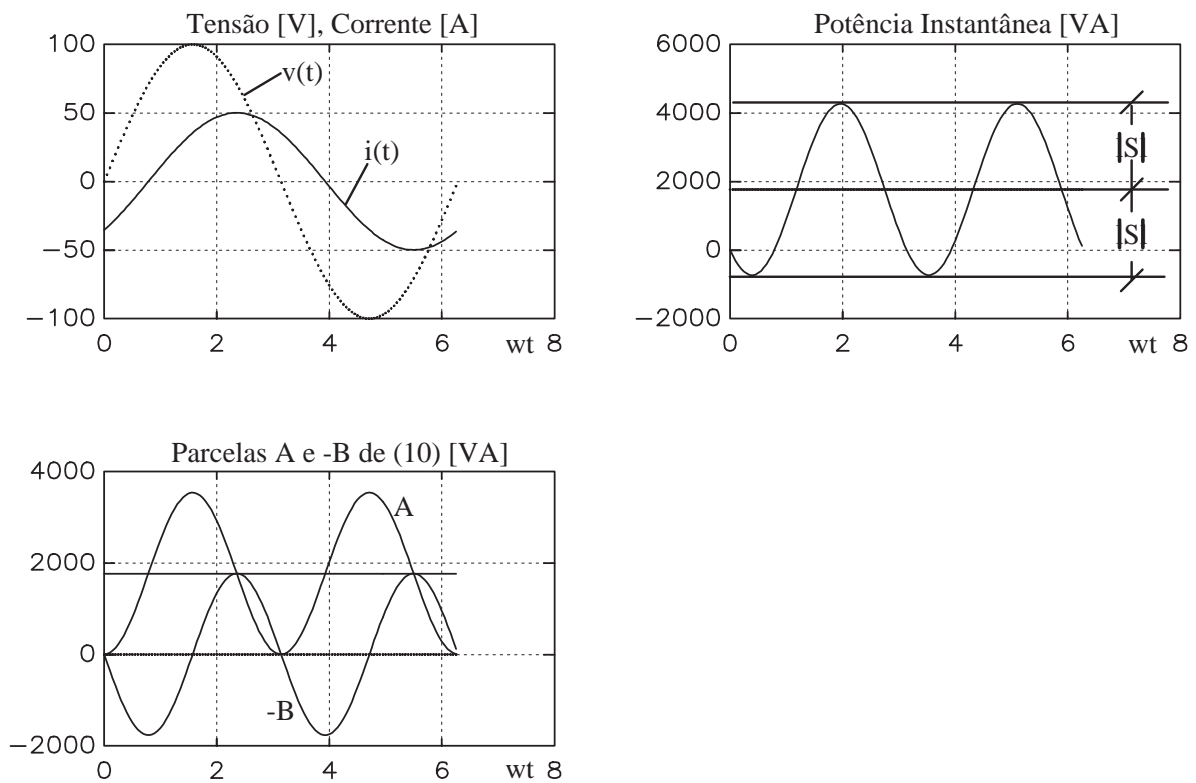 Tensão [V], Corrente [A]
100
50
0
−50
−100
v(t)
i(t)
0 2 4 6 wt 8
Potência Instantânea [VA]
6000
4000
2000
0
−2000
|S|
|S|
0 2 4 6 wt 8
Parcelas A e -B de (10) [VA]
4000
2000
0
−2000
A
-B
0 2 4 6 wt 8